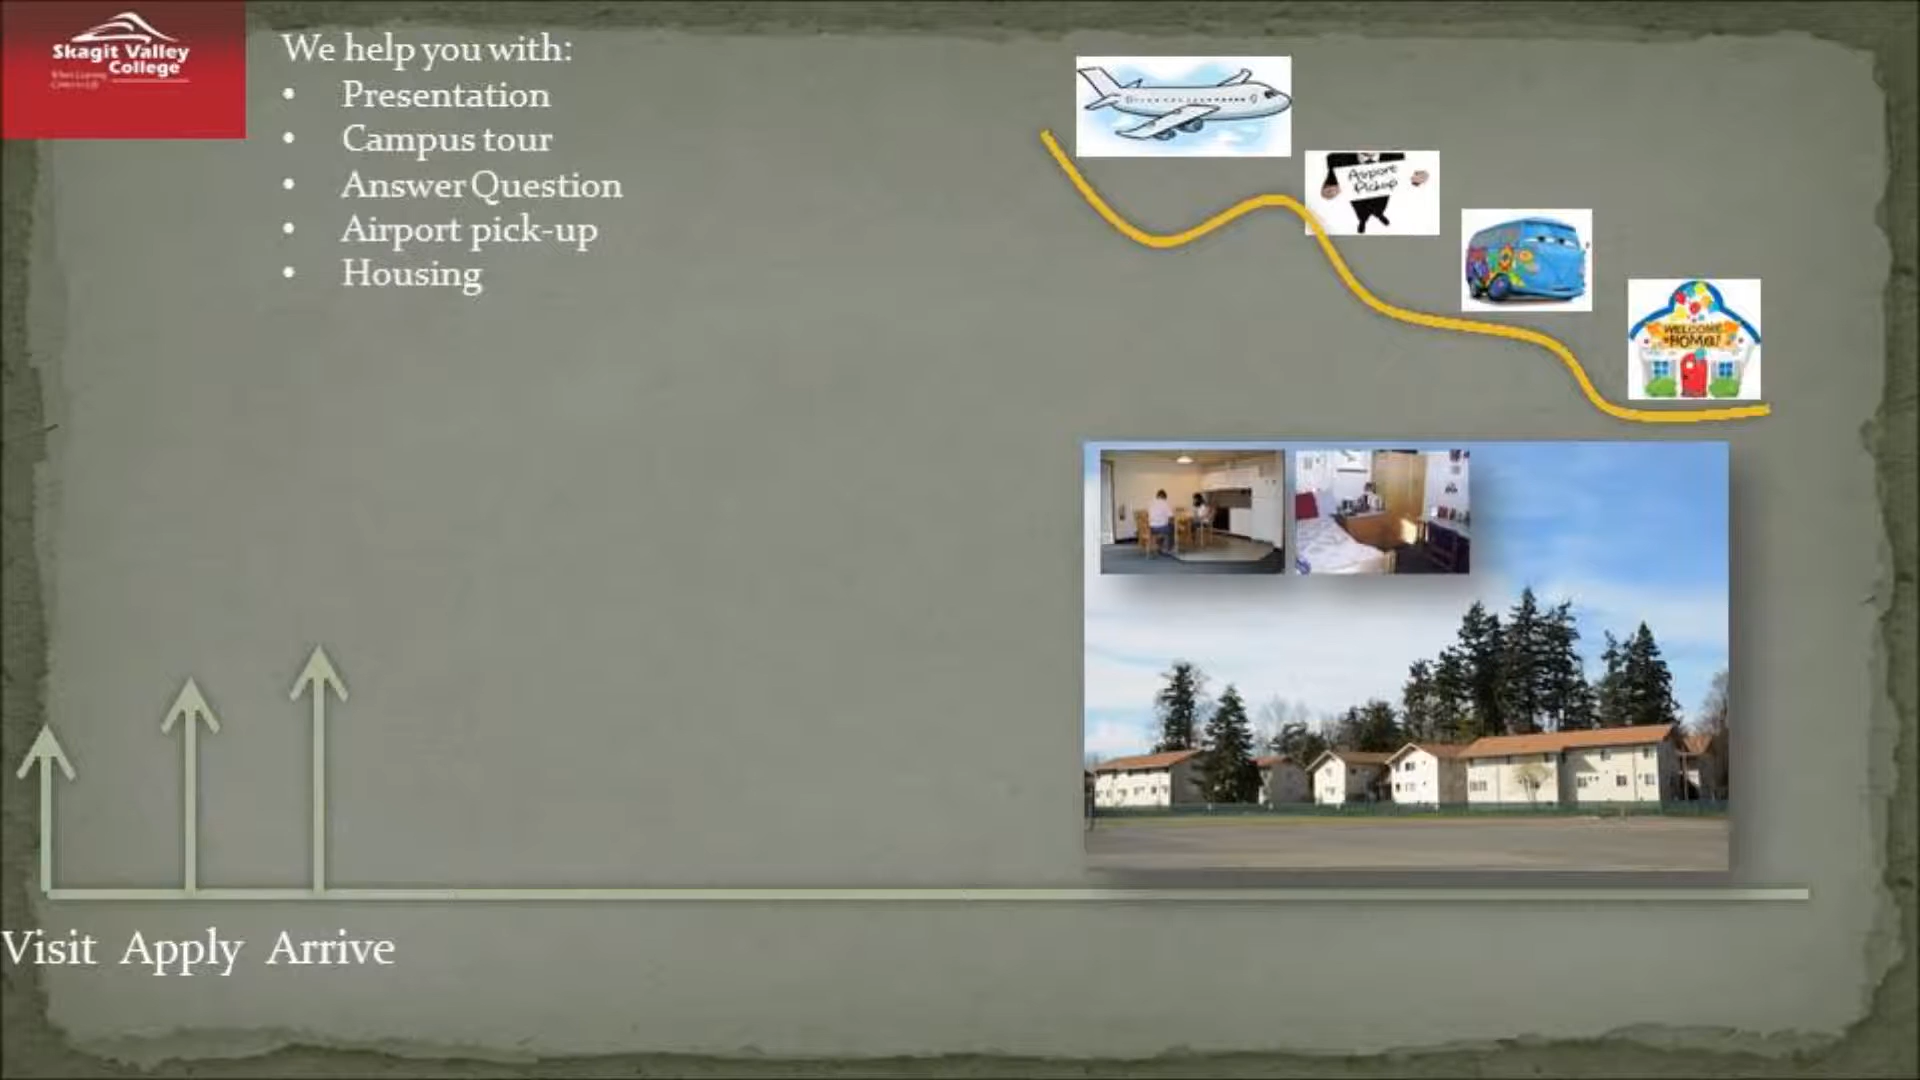 Skagit Valley
College
We help you with:
• Presentation
• Campus tour
• Answer Question
• Airport pick-up
• Housing
Airport
Pickup
WELCOME
HOME!
Visit Apply Arrive